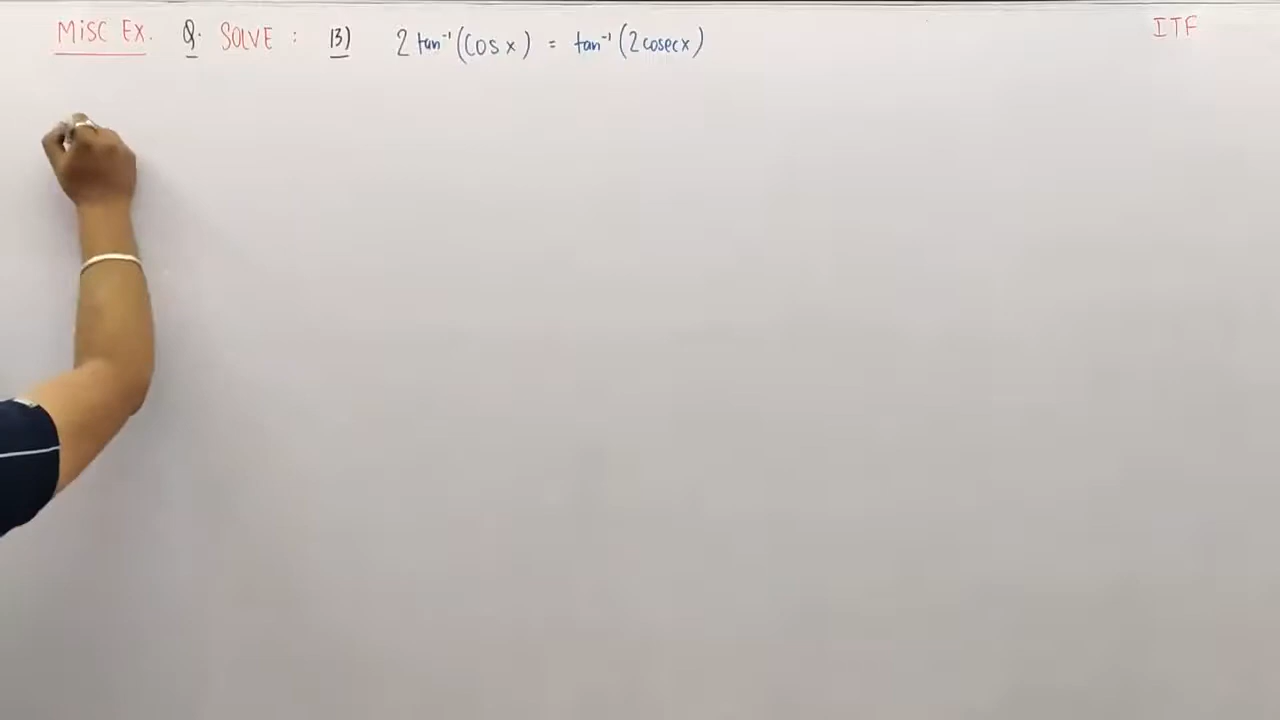 MISC EX. Q. SOLVE : 13) 2 tan⁻¹(cos x) = tan⁻¹(2 cosec x) ITF